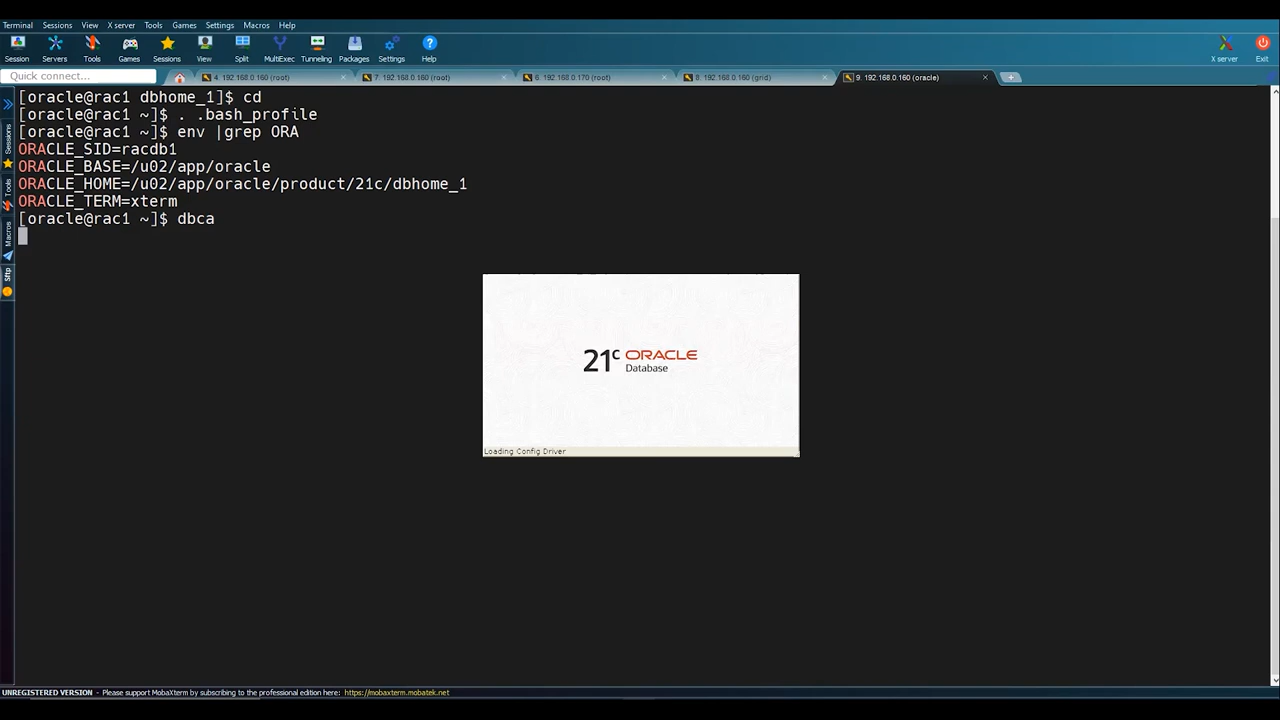 Terminal Sessions View X server Tools Games Settings Macros Help
Session Servers Tools Games Sessions View Split MultiExec Tunneling Packages Settings Help X server Exit
Quick connect... 4. 192.168.0.160 (root) 7. 192.168.0.160 (root) 6. 192.168.0.170 (root) 8. 192.168.0.160 (grid) 9. 192.168.0.160 (oracle)
Sessions
Tools
Macros
Sftp
[oracle@rac1 dbhome_1]$ cd
[oracle@rac1 ~]$ . .bash_profile
[oracle@rac1 ~]$ env |grep ORA
ORACLE_SID=racdb1
ORACLE_BASE=/u02/app/oracle
ORACLE_HOME=/u02/app/oracle/product/21c/dbhome_1
ORACLE_TERM=xterm
[oracle@rac1 ~]$ dbca
21c ORACLE
Database
Loading Config Driver
UNREGISTERED VERSION - Please support MobaXterm by subscribing to the professional edition here: https://mobaxterm.mobatek.net